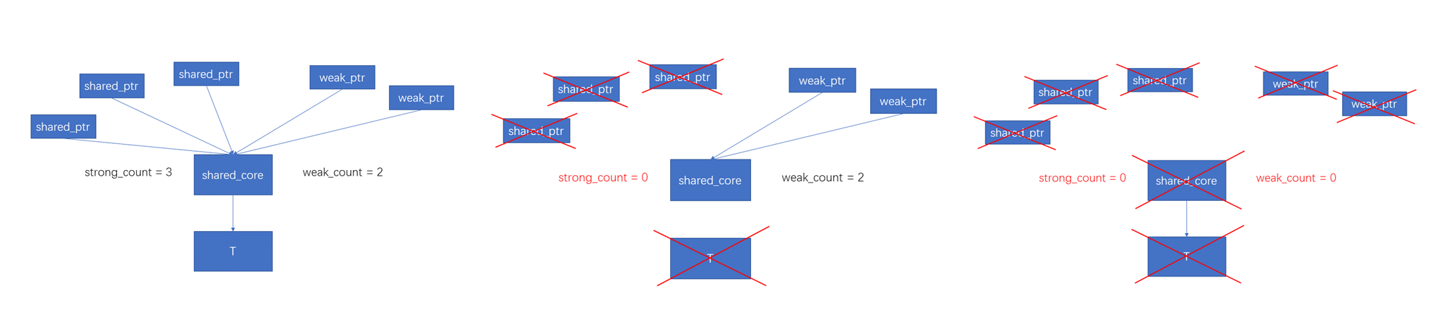 shared_ptr
shared_ptr
shared_ptr
weak_ptr
weak_ptr
strong_count = 3
shared_core
weak_count = 2
T
shared_ptr
shared_ptr
shared_ptr
weak_ptr
weak_ptr
strong_count = 0
shared_core
weak_count = 2
T
shared_ptr
shared_ptr
shared_ptr
weak_ptr
weak_ptr
strong_count = 0
shared_core
weak_count = 0
T